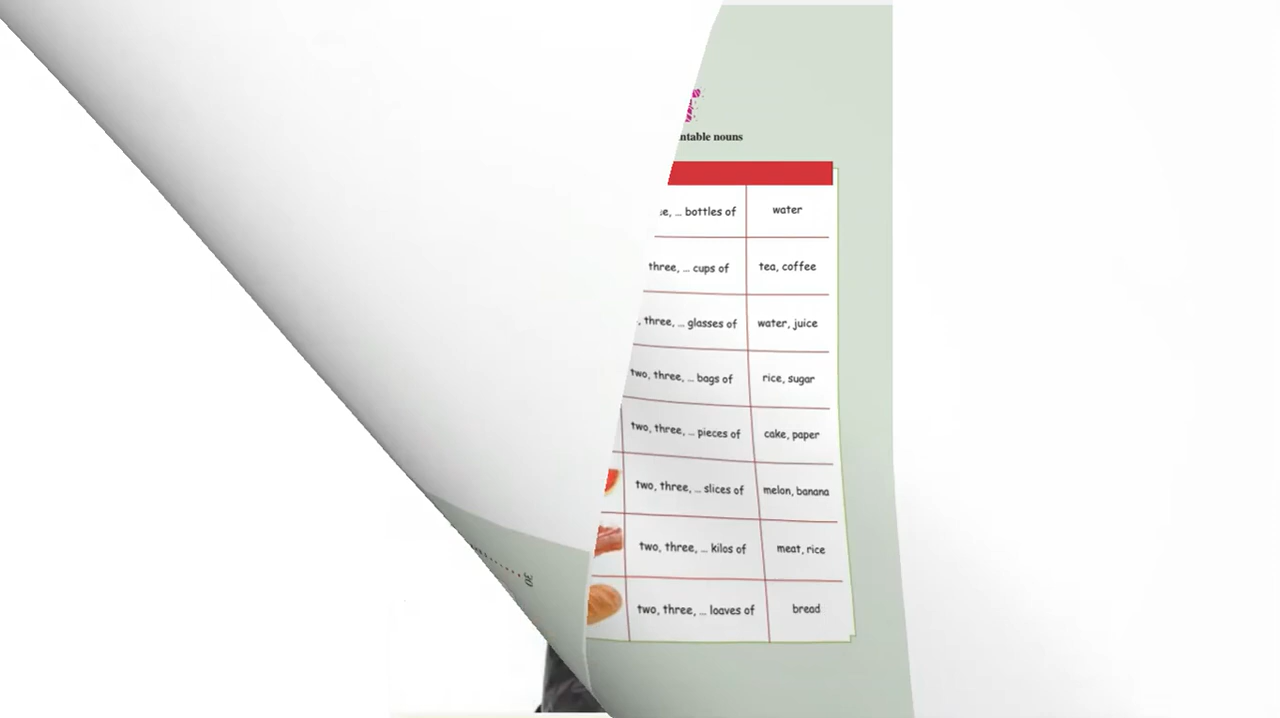 ntable nouns
... bottles of water
three, ... cups of tea, coffee
three, ... glasses of water, juice
two, three, ... bags of rice, sugar
two, three, ... pieces of cake, paper
two, three, ... slices of melon, banana
two, three, ... kilos of meat, rice
two, three, ... loaves of bread
30